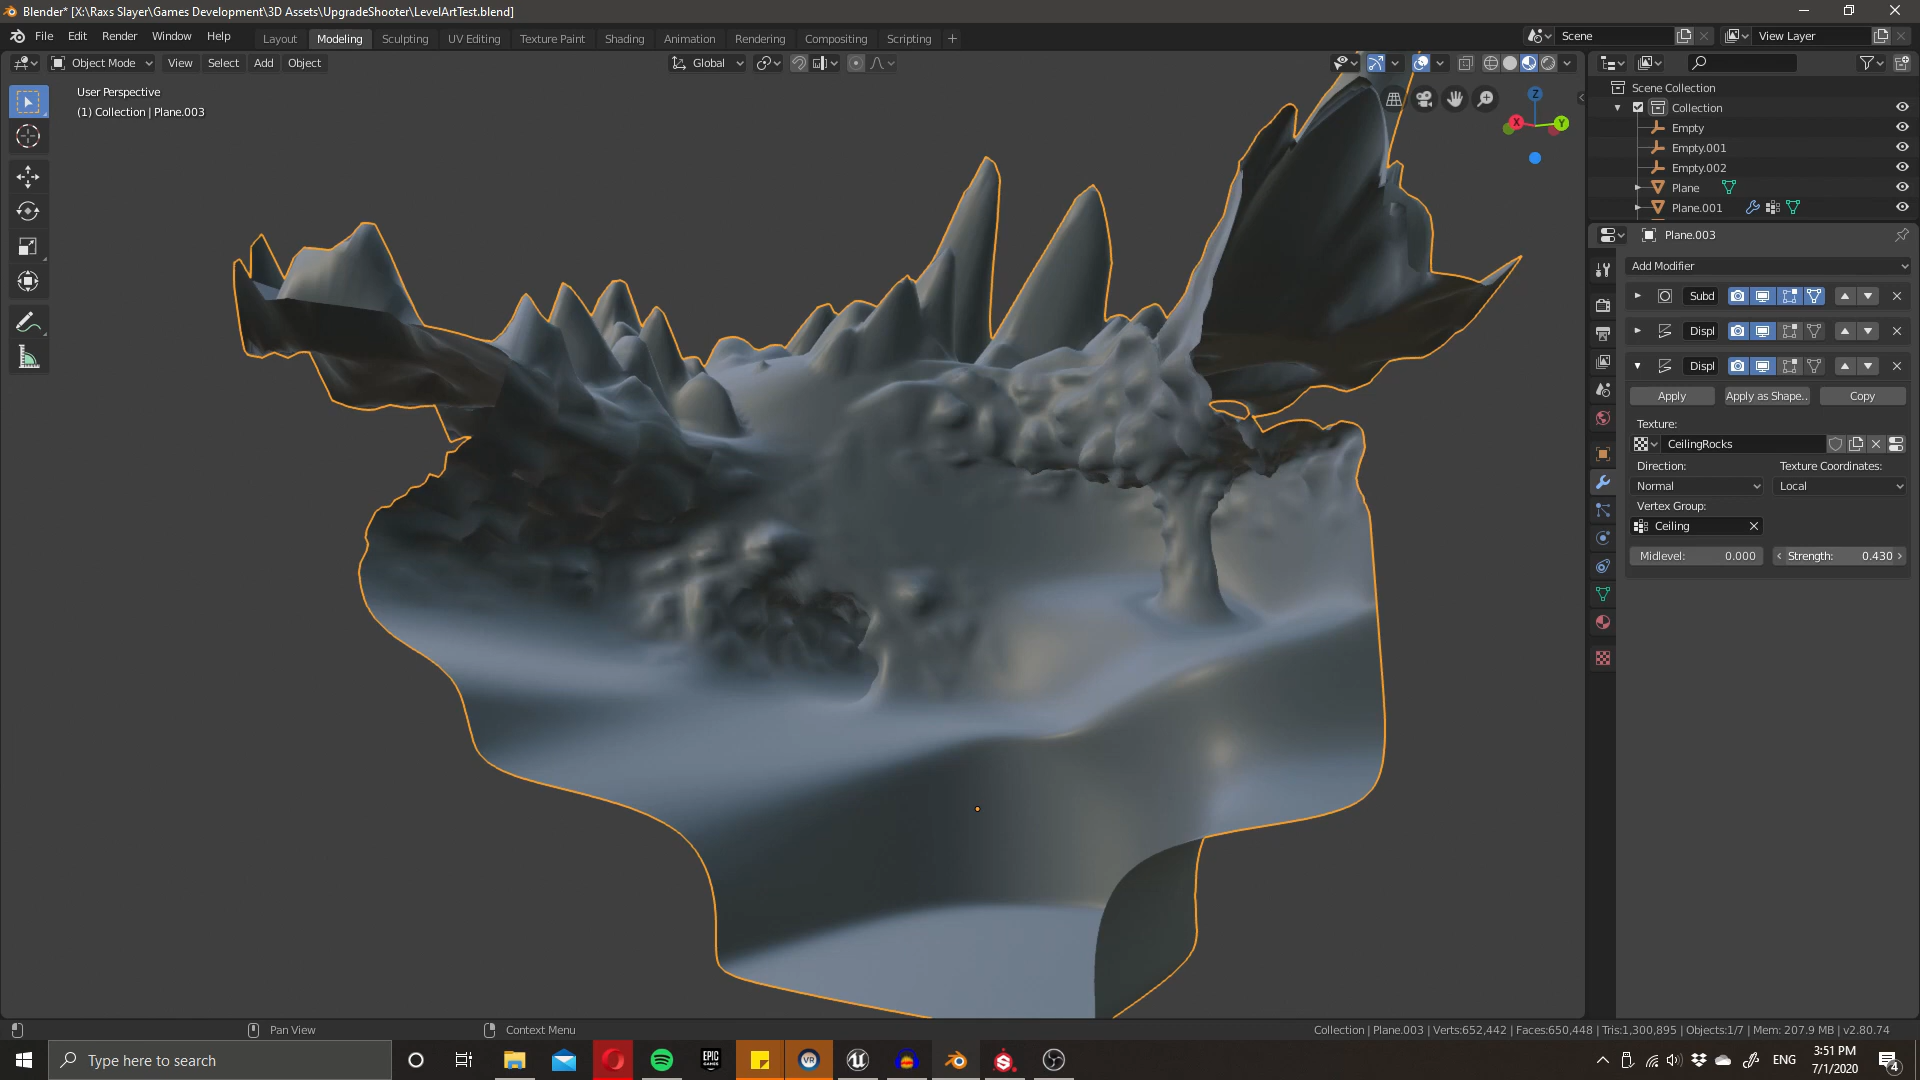 Blender* [X:\Raxs Slayer\Games Development\3D Assets\UpgradeShooter\LevelArtTest.blend]
File Edit Render Window Help
Layout Modeling Sculpting UV Editing Texture Paint Shading Animation Rendering Compositing Scripting +
Scene
View Layer
Object Mode View Select Add Object
Global
User Perspective
(1) Collection | Plane.003
Z
X
Y
Scene Collection
Collection
Empty
Empty.001
Empty.002
Plane
Plane.001
Plane.003
Add Modifier
Subd
Displ
Displ
Apply Apply as Shape.. Copy
Texture:
CeilingRocks
Direction: Texture Coordinates:
Normal Local
Vertex Group:
Ceiling
Midlevel: 0.000 Strength: 0.430
Pan View
Context Menu
Collection | Plane.003 | Verts:652,442 | Faces:650,448 | Tris:1,300,895 | Objects:1/7 | Mem: 207.9 MB | v2.80.74
Type here to search
EPIC GAMES
VR
ENG
3:51 PM
7/1/2020
4